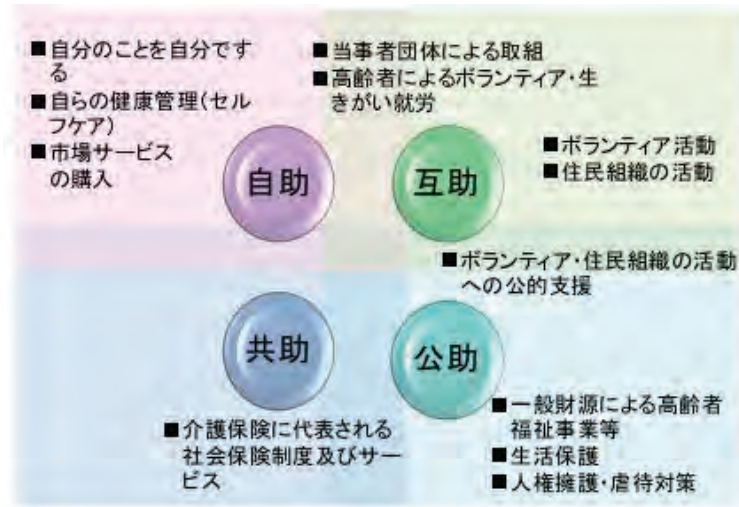 ■自分のことを自分です
る
■自らの健康管理(セル
フケア)
■市場サービス
の購入
■当事者団体による取組
■高齢者によるボランティア・生
きがい就労
自助
互助
■ボランティア活動
■住民組織の活動
■ボランティア・住民組織の活動
への公的支援
共助
公助
■介護保険に代表される
社会保険制度及びサー
ビス
■一般財源による高齢者
福祉事業等
■生活保護
■人権擁護・虐待対策